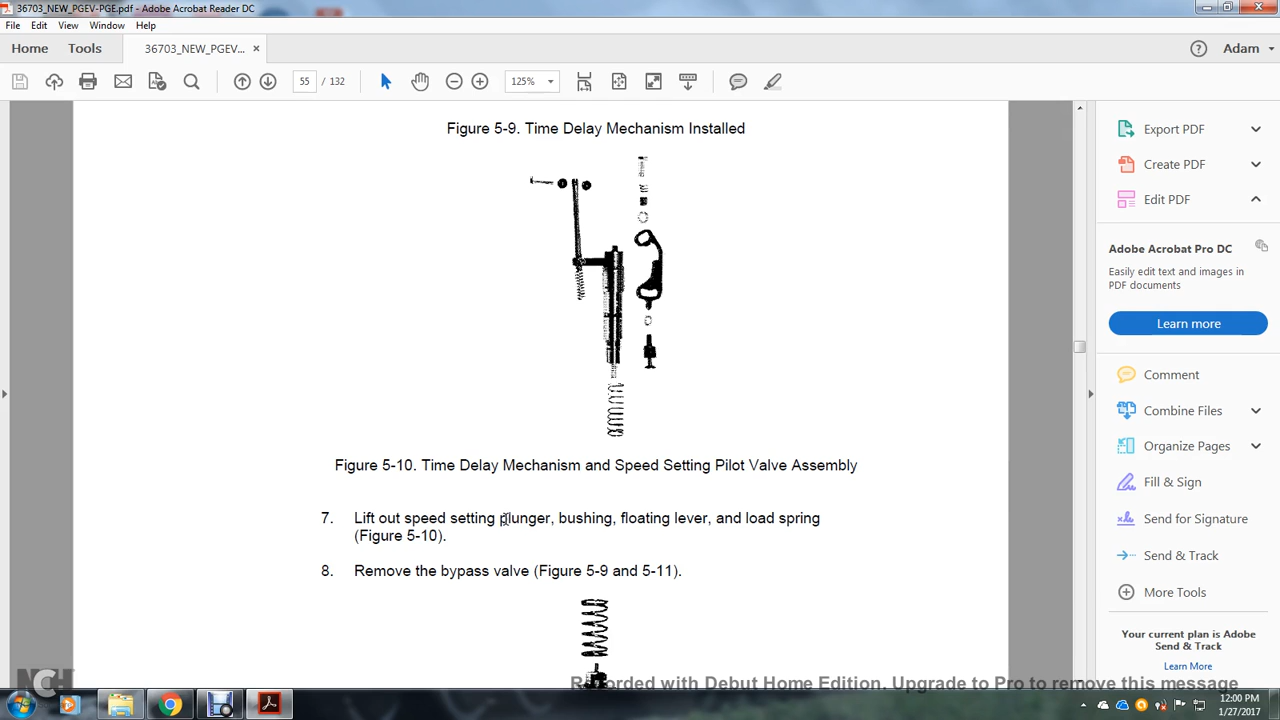 36703_NEW_PGEV-PGE.pdf - Adobe Acrobat Reader DC
File Edit View Window Help
Home Tools 36703_NEW_PGEV-... × Adam
55 / 132 125%
Figure 5-9. Time Delay Mechanism Installed
Figure 5-10. Time Delay Mechanism and Speed Setting Pilot Valve Assembly
7. Lift out speed setting plunger, bushing, floating lever, and load spring
(Figure 5-10).
8. Remove the bypass valve (Figure 5-9 and 5-11).
Export PDF
Create PDF
Edit PDF
Adobe Acrobat Pro DC
Easily edit text and images in
PDF documents
Learn more
Comment
Combine Files
Organize Pages
Fill & Sign
Send for Signature
Send & Track
More Tools
Your current plan is Adobe
Send & Track
Learn More
NCH
Recorded with Debut Home Edition. Upgrade to Pro to remove this message
12:00 PM
1/27/2017